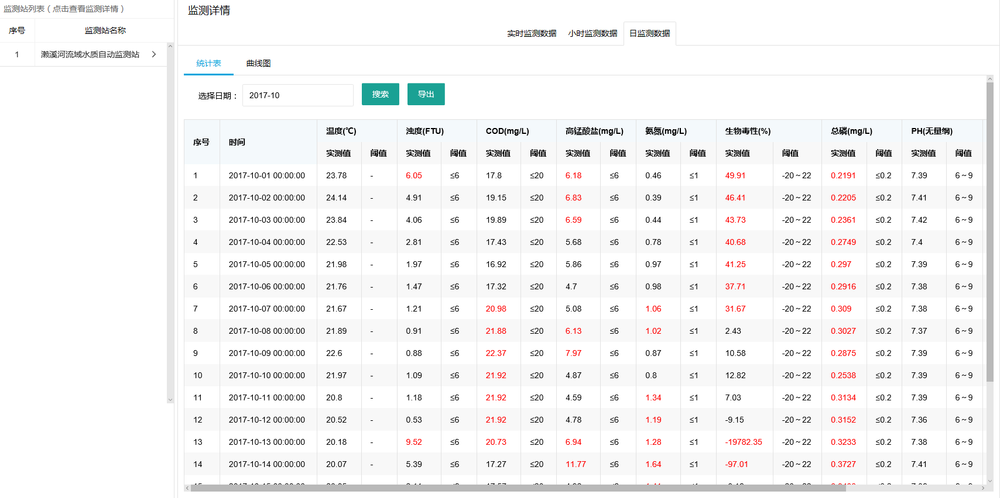 监测站列表（点击查看监测详情）
序号 监测站名称
1 濑溪河流域水质自动监测站
监测详情
实时监测数据 小时监测数据 日监测数据
统计表 曲线图
选择日期： 2017-10 搜索 导出
序号 时间 温度(℃) 浊度(FTU) COD(mg/L) 高锰酸盐(mg/L) 氨氮(mg/L) 生物毒性(%) 总磷(mg/L) PH(无量纲)
实测值 阈值 实测值 阈值 实测值 阈值 实测值 阈值 实测值 阈值 实测值 阈值 实测值 阈值 实测值 阈值
1 2017-10-01 00:00:00 23.78 - 6.05 ≤6 17.8 ≤20 6.18 ≤6 0.46 ≤1 49.91 -20～22 0.2191 ≤0.2 7.39 6～9
2 2017-10-02 00:00:00 24.14 - 4.91 ≤6 19.15 ≤20 6.83 ≤6 0.39 ≤1 46.41 -20～22 0.2205 ≤0.2 7.41 6～9
3 2017-10-03 00:00:00 23.84 - 4.06 ≤6 19.89 ≤20 6.59 ≤6 0.44 ≤1 43.73 -20～22 0.2361 ≤0.2 7.42 6～9
4 2017-10-04 00:00:00 22.53 - 2.81 ≤6 17.43 ≤20 5.68 ≤6 0.78 ≤1 40.68 -20～22 0.2749 ≤0.2 7.4 6～9
5 2017-10-05 00:00:00 21.98 - 1.97 ≤6 16.92 ≤20 5.86 ≤6 0.97 ≤1 41.25 -20～22 0.297 ≤0.2 7.39 6～9
6 2017-10-06 00:00:00 21.76 - 1.47 ≤6 17.32 ≤20 4.7 ≤6 0.98 ≤1 37.71 -20～22 0.2916 ≤0.2 7.38 6～9
7 2017-10-07 00:00:00 21.67 - 1.21 ≤6 20.98 ≤20 5.08 ≤6 1.06 ≤1 31.67 -20～22 0.309 ≤0.2 7.38 6～9
8 2017-10-08 00:00:00 21.89 - 0.91 ≤6 21.88 ≤20 6.13 ≤6 1.02 ≤1 2.43 -20～22 0.3027 ≤0.2 7.37 6～9
9 2017-10-09 00:00:00 22.6 - 0.88 ≤6 22.37 ≤20 7.97 ≤6 0.87 ≤1 10.58 -20～22 0.2875 ≤0.2 7.39 6～9
10 2017-10-10 00:00:00 21.97 - 1.09 ≤6 21.92 ≤20 4.87 ≤6 0.8 ≤1 12.82 -20～22 0.2538 ≤0.2 7.39 6～9
11 2017-10-11 00:00:00 20.8 - 1.18 ≤6 21.92 ≤20 4.59 ≤6 1.34 ≤1 7.03 -20～22 0.3134 ≤0.2 7.39 6～9
12 2017-10-12 00:00:00 20.52 - 0.53 ≤6 21.92 ≤20 4.78 ≤6 1.19 ≤1 -9.15 -20～22 0.3152 ≤0.2 7.36 6～9
13 2017-10-13 00:00:00 20.18 - 9.52 ≤6 20.73 ≤20 6.94 ≤6 1.28 ≤1 -19782.35 -20～22 0.3233 ≤0.2 7.38 6～9
14 2017-10-14 00:00:00 20.07 - 5.39 ≤6 17.27 ≤20 11.77 ≤6 1.64 ≤1 -97.01 -20～22 0.3727 ≤0.2 7.41 6～9